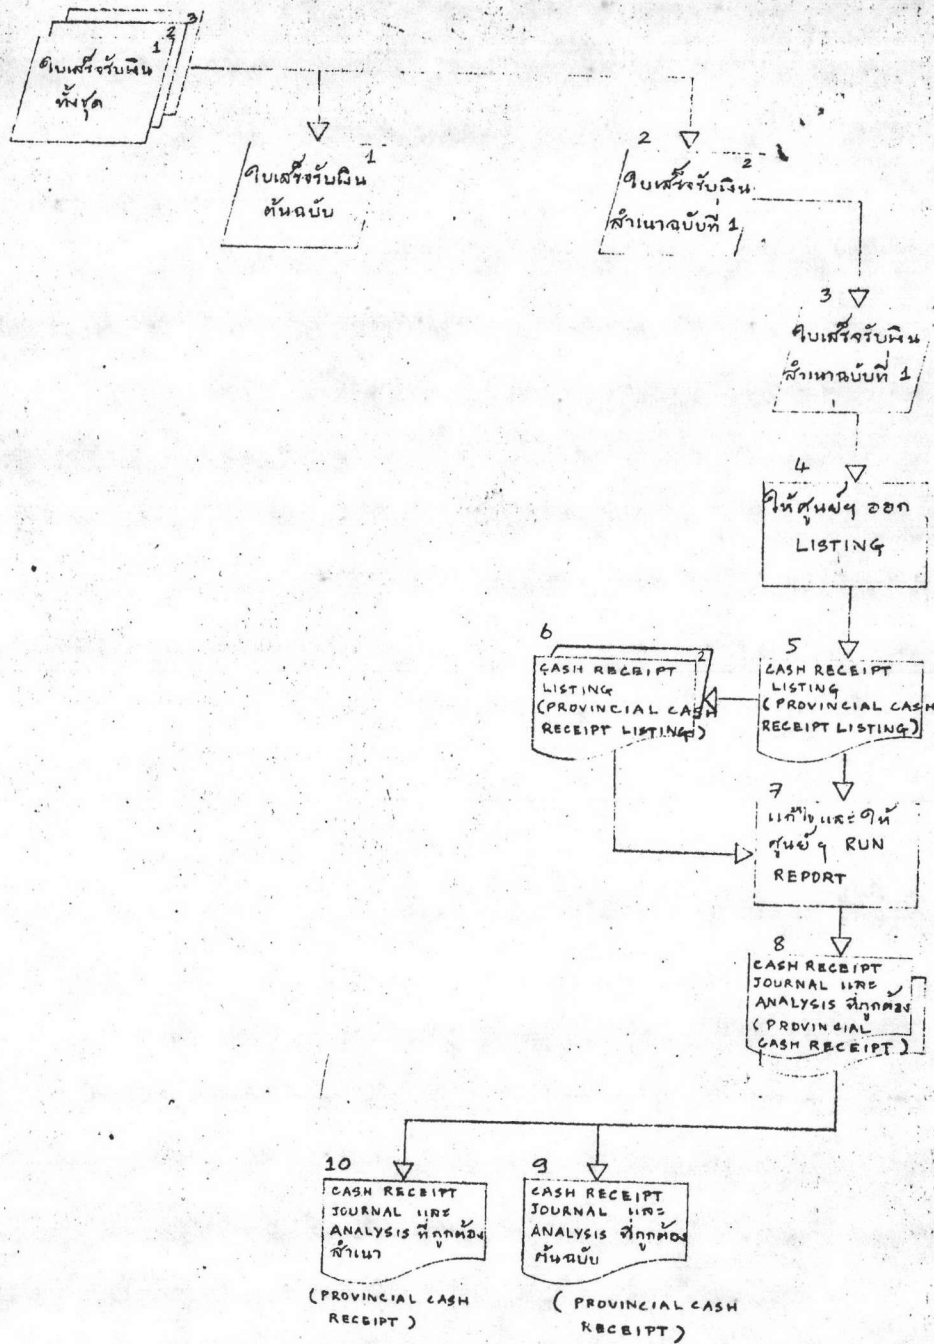 3
2
1
ใบเสร็จรับเงิน
ทั้งชุด
1
ใบเสร็จรับเงิน
ต้นฉบับ
2
2
ใบเสร็จรับเงิน
สำเนาฉบับที่ 1
3
ใบเสร็จรับเงิน
สำเนาฉบับที่ 1
4
ให้ศูนย์ฯ ออก
LISTING
5
CASH RECEIPT
LISTING
(PROVINCIAL CASH
RECEIPT LISTING)
6
2
CASH RECEIPT
LISTING
(PROVINCIAL CASH
RECEIPT LISTING)
7
แก้ไขและให้
ศูนย์ฯ RUN
REPORT
8
CASH RECEIPT
JOURNAL และ
ANALYSIS ที่ถูกต้อง
(PROVINCIAL
CASH RECEIPT)
10
CASH RECEIPT
JOURNAL และ
ANALYSIS ที่ถูกต้อง
สำเนา
(PROVINCIAL CASH
RECEIPT)
9
CASH RECEIPT
JOURNAL และ
ANALYSIS ที่ถูกต้อง
ต้นฉบับ
(PROVINCIAL CASH
RECEIPT)